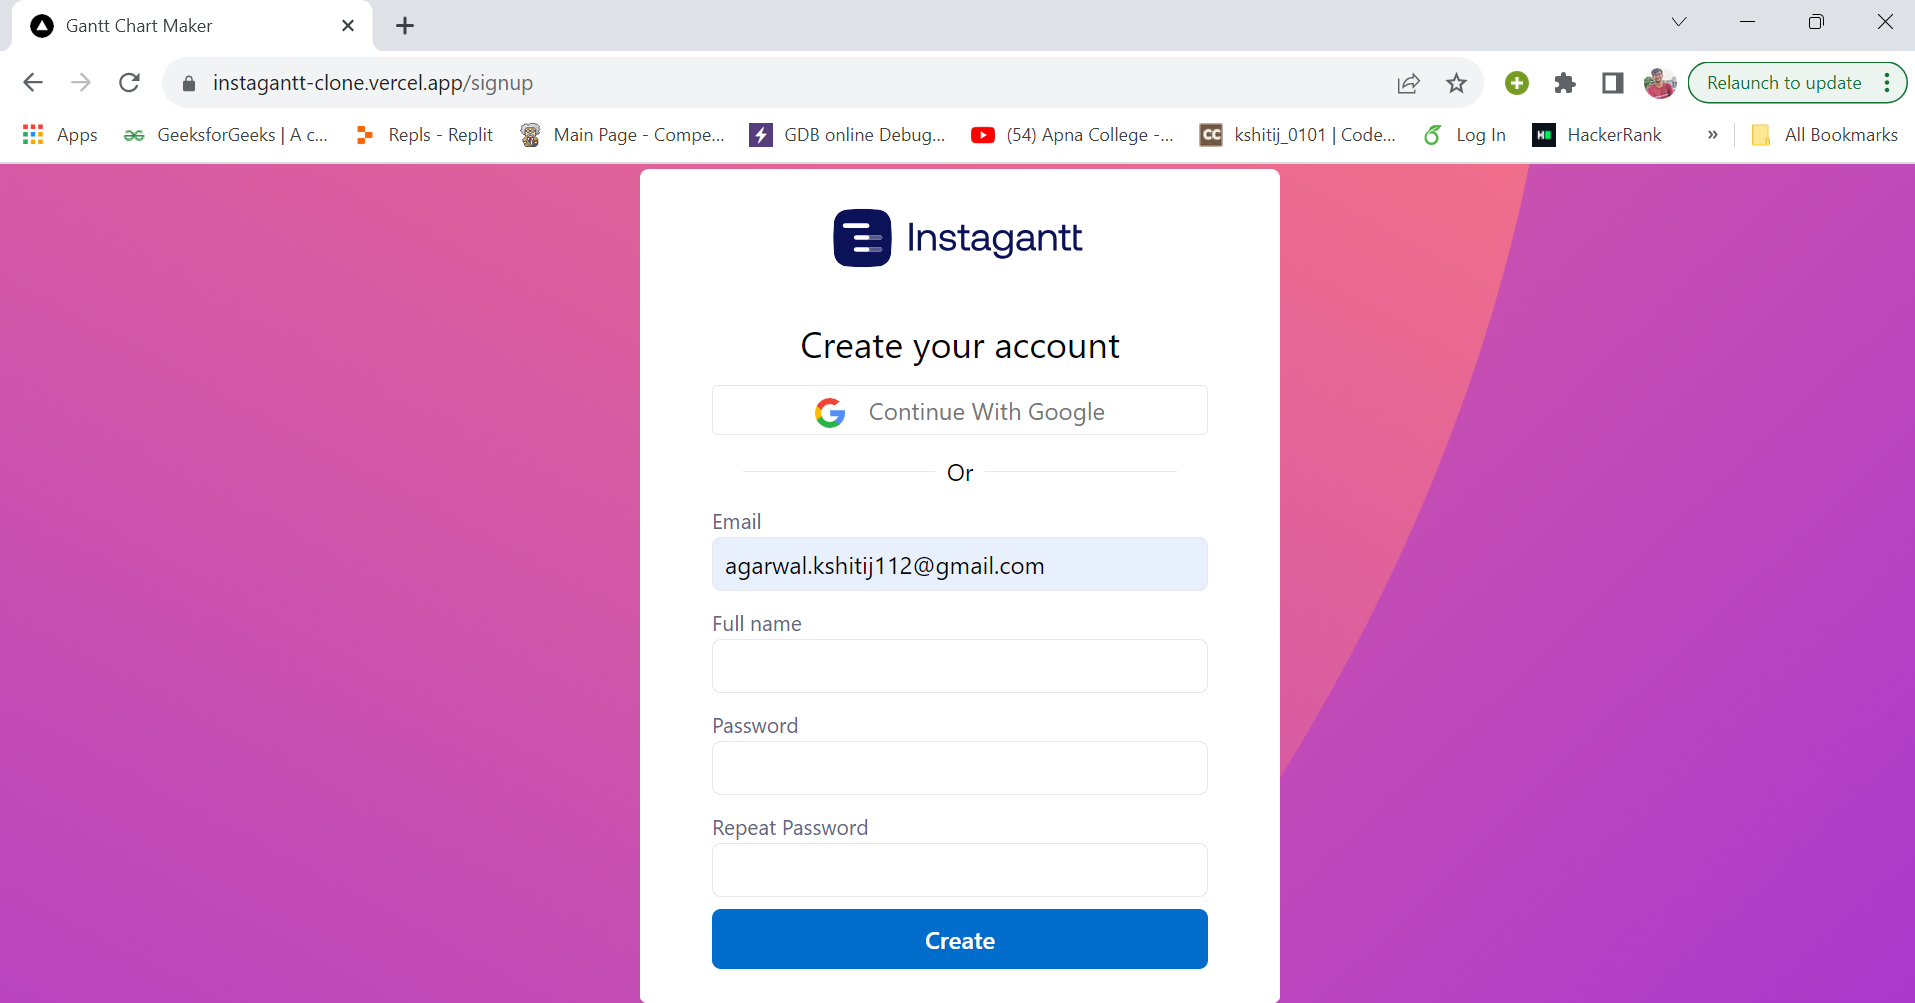 Gantt Chart Maker
instagantt-clone.vercel.app/signup
Relaunch to update
Apps GeeksforGeeks | A c... Repls - Replit Main Page - Compe... GDB online Debug... (54) Apna College -... CC kshitij_0101 | Code... Log In H HackerRank » All Bookmarks
Instagantt
Create your account
G Continue With Google
Or
Email
agarwal.kshitij112@gmail.com
Full name
Password
Repeat Password
Create